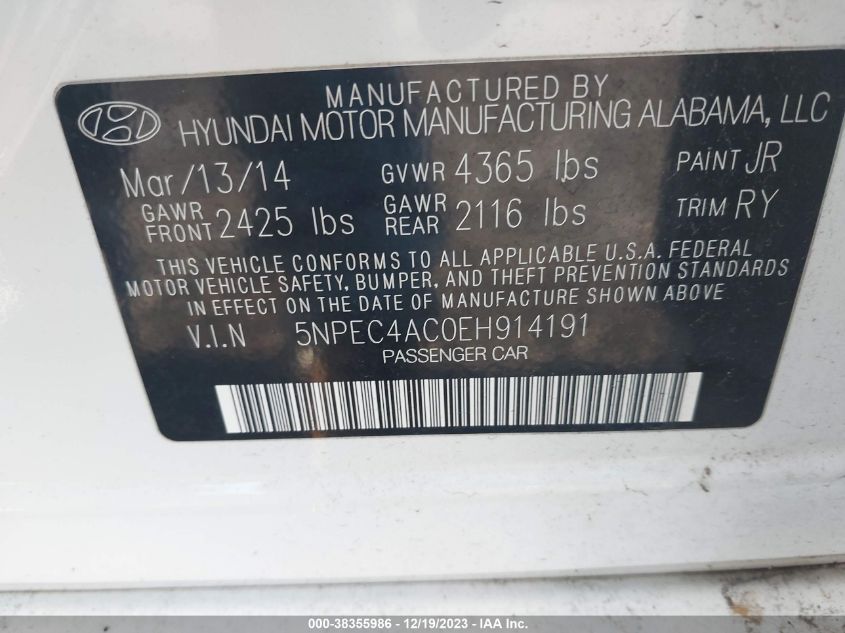 MANUFACTURED BY
HYUNDAI MOTOR MANUFACTURING ALABAMA, LLC
Mar/13/14 GVWR 4365 lbs PAINT JR
GAWR FRONT 2425 lbs GAWR REAR 2116 lbs TRIM RY
THIS VEHICLE CONFORMS TO ALL APPLICABLE U.S.A. FEDERAL
MOTOR VEHICLE SAFETY, BUMPER, AND THEFT PREVENTION STANDARDS
IN EFFECT ON THE DATE OF MANUFACTURE SHOWN ABOVE.
V.I.N 5NPEC4AC0EH914191
PASSENGER CAR
000-38355986 - 12/19/2023 - IAA Inc.